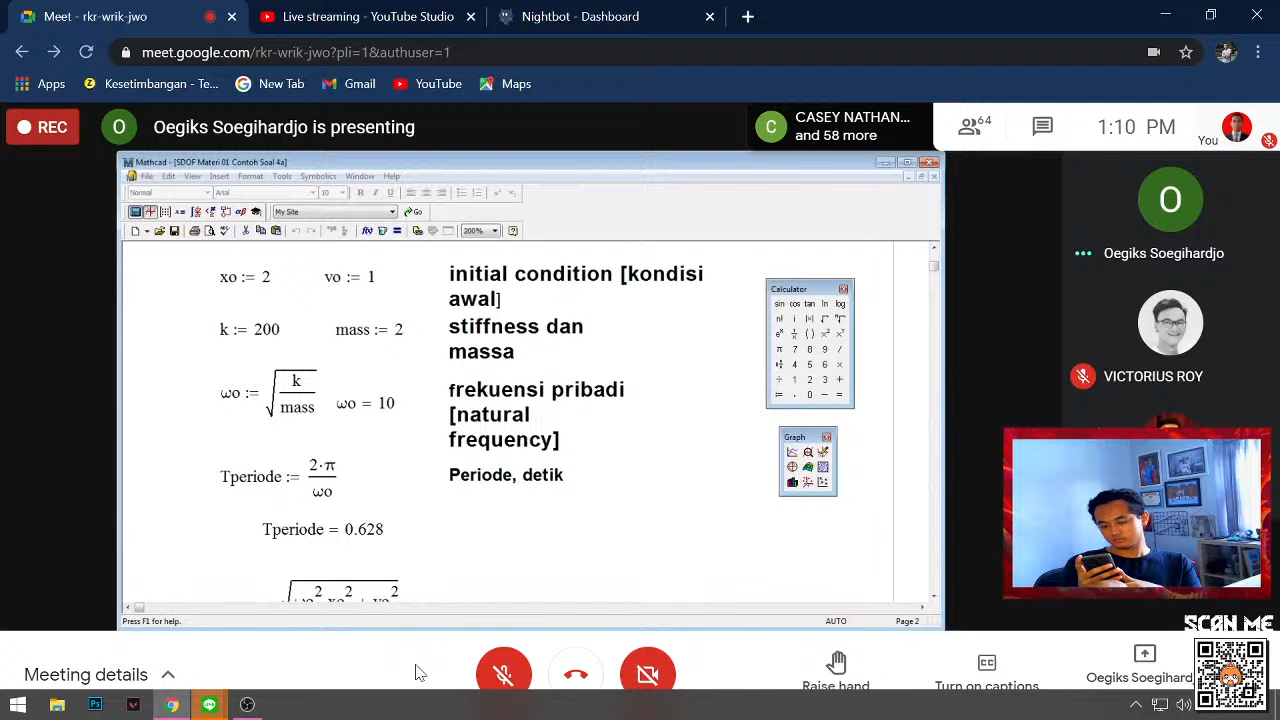 Meet - rkr-wrik-jwo
Live streaming - YouTube Studio
Nightbot - Dashboard
meet.google.com/rkr-wrik-jwo?pli=1&authuser=1
Apps
Kesetimbangan - Te...
New Tab
Gmail
YouTube
Maps
REC
O
Oegiks Soegihardjo is presenting
C
CASEY NATHAN...
and 58 more
64
1:10 PM
You
Mathcad - [SDOF Materi 01 Contoh Soal 4a]
File Edit View Insert Format Tools Symbolics Window Help
Normal Arial 10 B I U
My Site Go
200%
xo := 2 vo := 1
initial condition [kondisi
awal]
k := 200 mass := 2
stiffness dan
massa
ωo := √(k/mass) ωo = 10
frekuensi pribadi
[natural
frequency]
Tperiode := 2·π/ωo
Periode, detik
Tperiode = 0.628
Calculator
sin cos tan ln log
n! i |x| √ ⁿ√
eˣ 1/x ( ) x² xʸ
π 7 8 9 /
4 5 6 ×
÷ 1 2 3 +
:= . 0 − =
Graph
O
Oegiks Soegihardjo
VICTORIUS ROY
Press F1 for help.
AUTO
Page 2
SCAN ME
Meeting details
Raise hand
CC
Turn on captions
Oegiks Soegihard
Ps